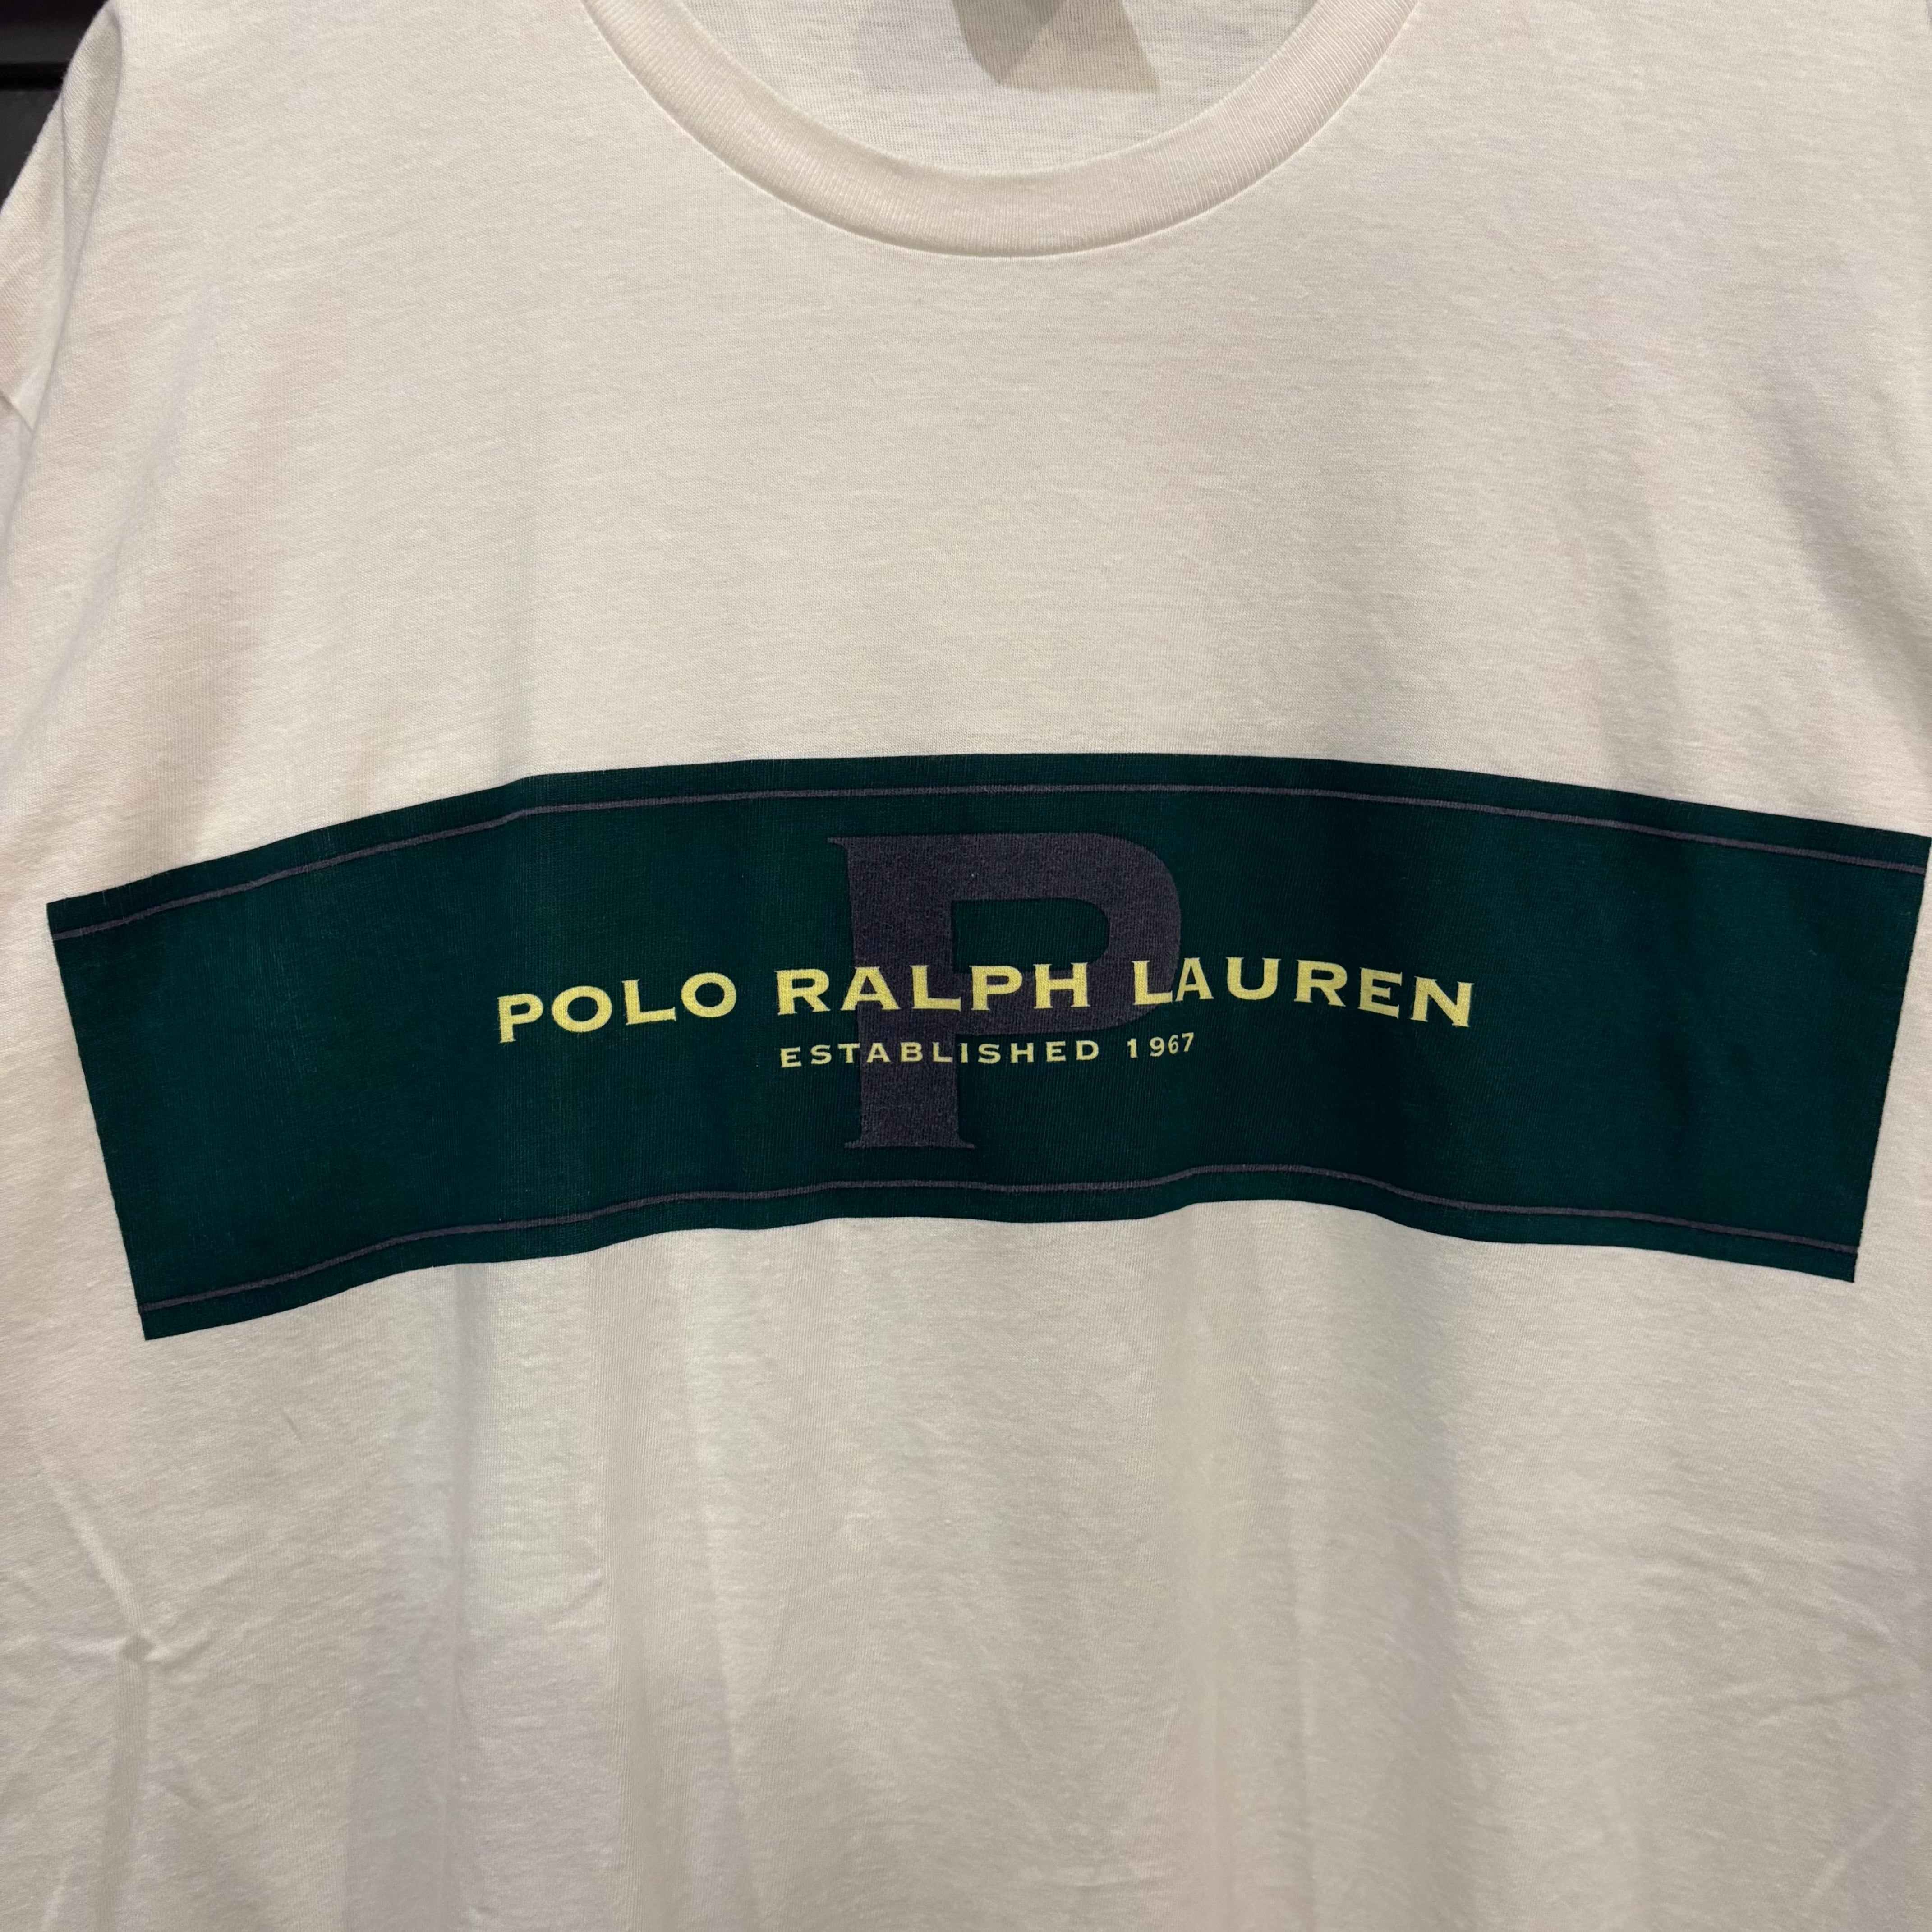 P
POLO RALPH LAUREN
ESTABLISHED 1967